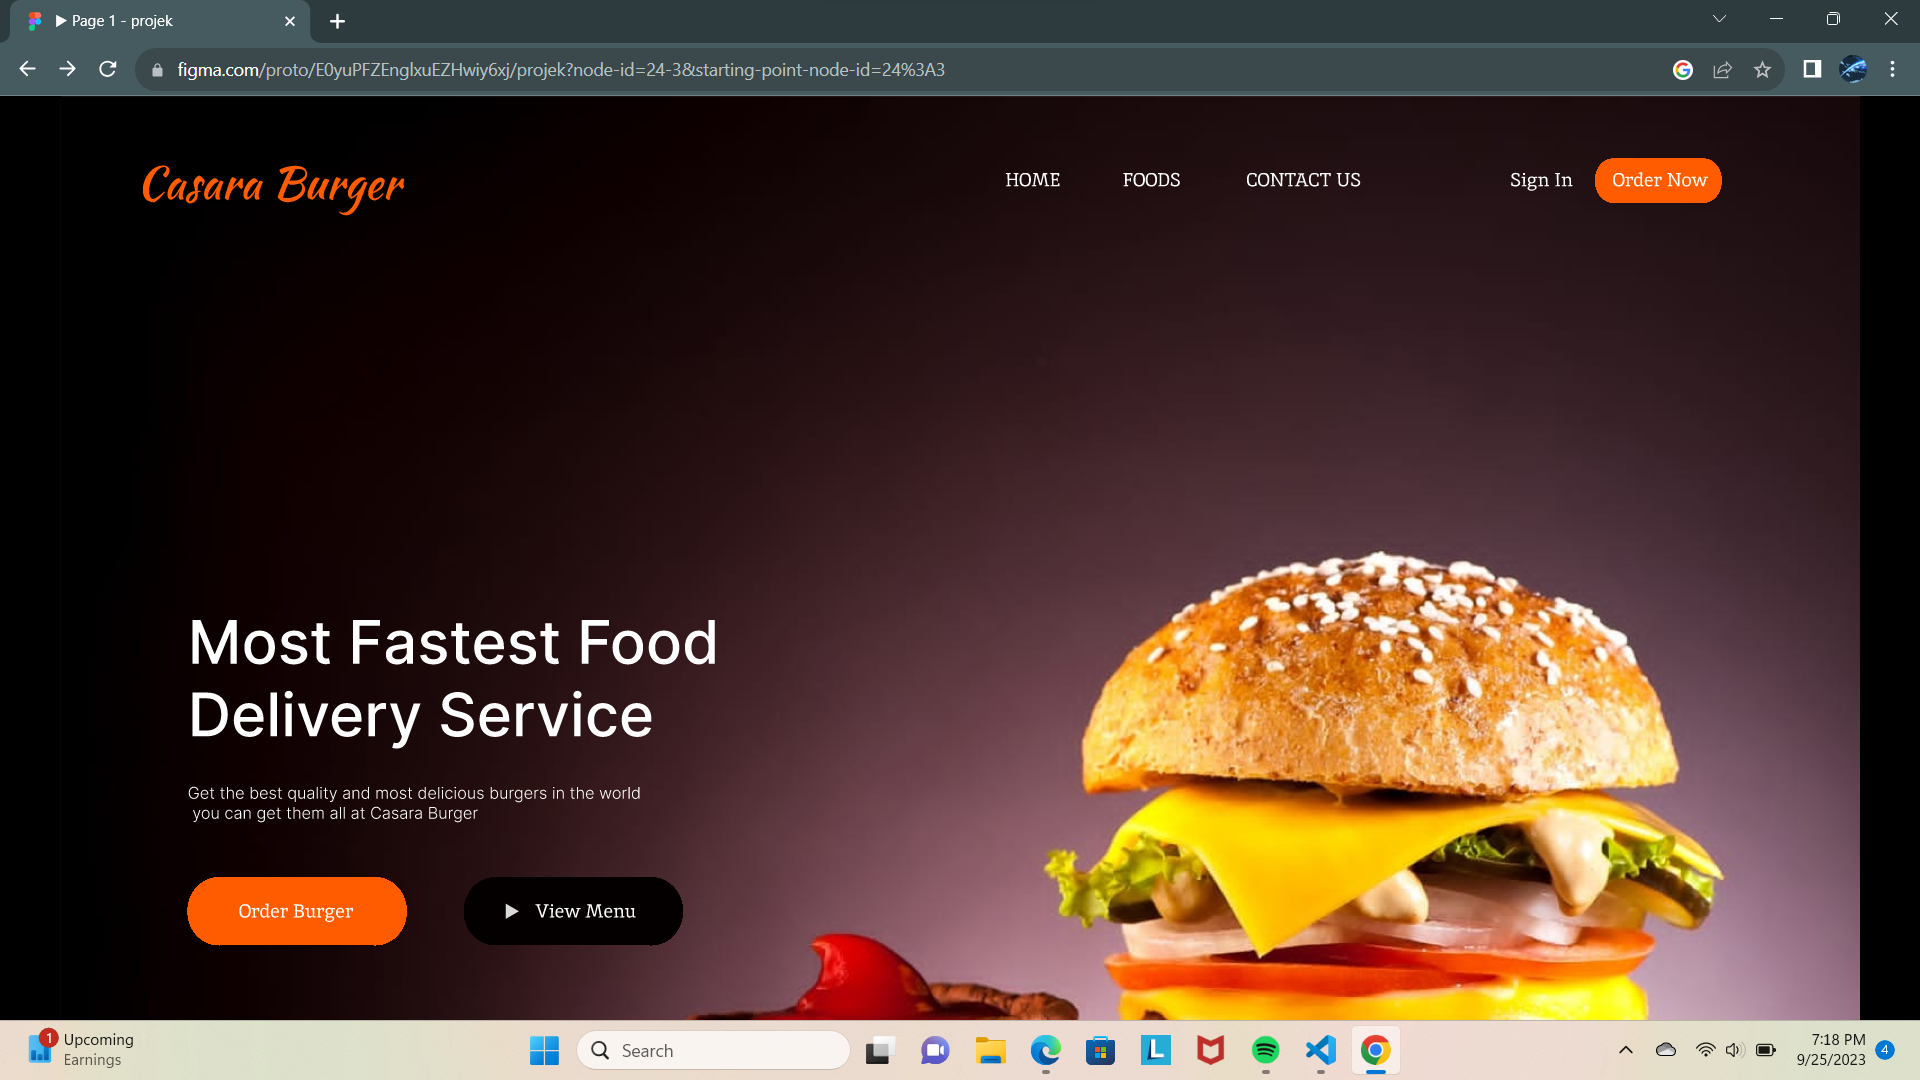 Page 1 - projek
figma.com/proto/E0yuPFZEnglxuEZHwiy6xj/projek?node-id=24-3&starting-point-node-id=24%3A3
Casara Burger
HOME
FOODS
CONTACT US
Sign In
Order Now
Most Fastest Food
Delivery Service
Get the best quality and most delicious burgers in the world
you can get them all at Casara Burger
Order Burger
View Menu
1
Upcoming
Earnings
Search
7:18 PM
9/25/2023
4